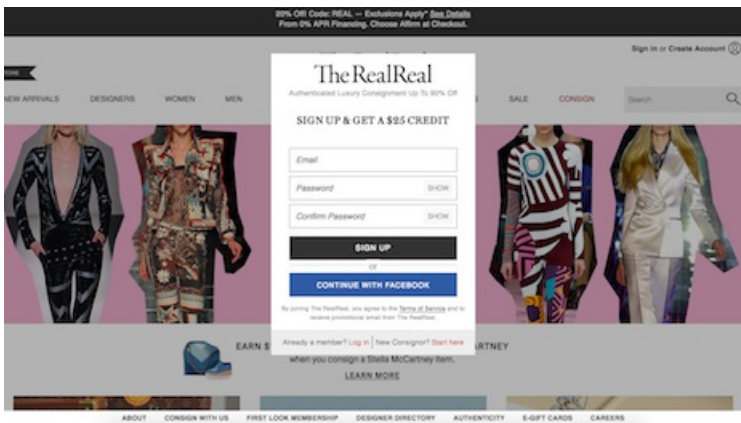 20% Off! Code: REAL — Exclusions Apply* See Details
From 0% APR Financing. Choose Affirm at Checkout.
Sign In or Create Account
NEW ARRIVALS DESIGNERS WOMEN MEN SALE CONSIGN Search
The RealReal
Authenticated Luxury Consignment Up To 90% Off
SIGN UP & GET A $25 CREDIT
Email
Password SHOW
Confirm Password SHOW
SIGN UP
or
CONTINUE WITH FACEBOOK
By joining The RealReal, you agree to the Terms of Service and to
receive promotional email from The RealReal.
Already a member? Log in | New Consignor? Start here
EARN $ RTNEY
when you consign a Stella McCartney item.
LEARN MORE
ABOUT CONSIGN WITH US FIRST LOOK MEMBERSHIP DESIGNER DIRECTORY AUTHENTICITY E-GIFT CARDS CAREERS